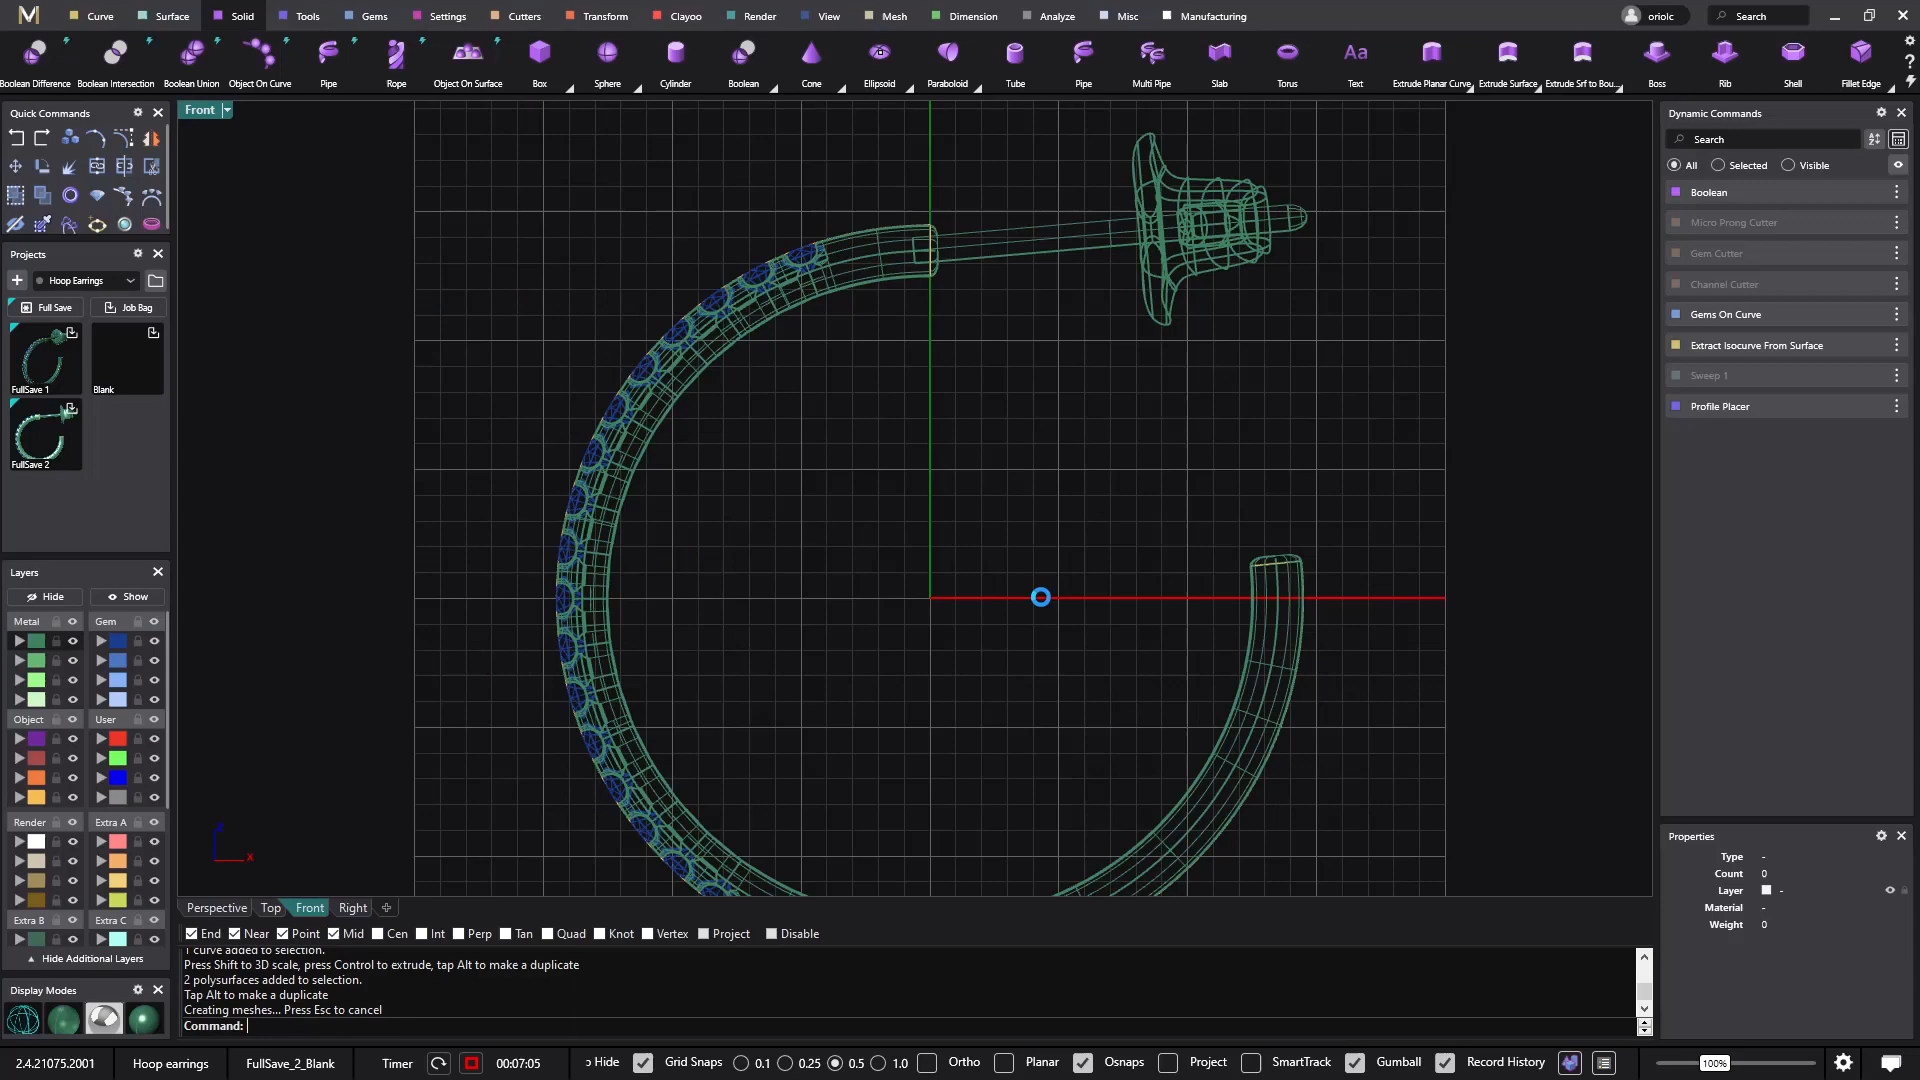 Curve Surface Solid Tools Gems Settings Cutters Transform Clayoo Render View Mesh Dimension Analyze Misc Manufacturing oriolc Search
Boolean Difference Boolean Intersection Boolean Union Object On Curve Pipe Rope Object On Surface Box Sphere Cylinder Boolean Cone Ellipsoid Paraboloid Tube Pipe Multi Pipe Slab Torus Text Extrude Planar Curve Extrude Surface Extrude Srf to Bou... Boss Rib Shell Fillet Edge
Quick Commands
Projects
Hoop Earrings
Full Save Job Bag
FullSave 1 Blank
FullSave 2
Layers
Hide Show
Metal Gem
Object User
Render Extra A
Extra B Extra C
Hide Additional Layers
Display Modes
Front
x
Perspective Top Front Right
End Near Point Mid Cen Int Perp Tan Quad Knot Vertex Project Disable
1 curve added to selection.
Press Shift to 3D scale, press Control to extrude, tap Alt to make a duplicate
2 polysurfaces added to selection.
Tap Alt to make a duplicate
Creating meshes... Press Esc to cancel
Command:
Dynamic Commands
Search
All Selected Visible
Boolean
Micro Prong Cutter
Gem Cutter
Channel Cutter
Gems On Curve
Extract Isocurve From Surface
Sweep 1
Profile Placer
Properties
Type -
Count 0
Layer -
Material -
Weight 0
2.4.21075.2001 Hoop earrings FullSave_2_Blank Timer 00:07:05 Hide Grid Snaps 0.1 0.25 0.5 1.0 Ortho Planar Osnaps Project SmartTrack Gumball Record History 100%